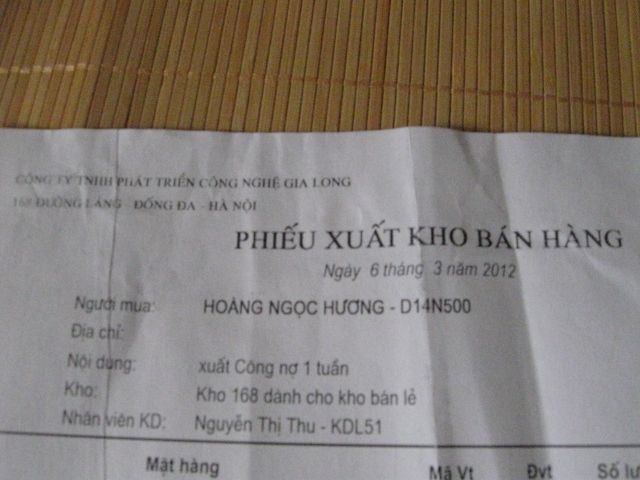 CÔNG TY TNHH PHÁT TRIỂN CÔNG NGHỆ GIA LONG
168 ĐƯỜNG LÁNG - ĐỐNG ĐA - HÀ NỘI
PHIẾU XUẤT KHO BÁN HÀNG
Ngày 6 tháng 3 năm 2012
Người mua: HOÀNG NGỌC HƯƠNG - D14N500
Địa chỉ:
Nội dung: xuất Công nợ 1 tuần
Kho: Kho 168 dành cho kho bán lẻ
Nhân viên KD: Nguyễn Thị Thu - KDL51
Mặt hàng Mã Vt Đvt Số lư